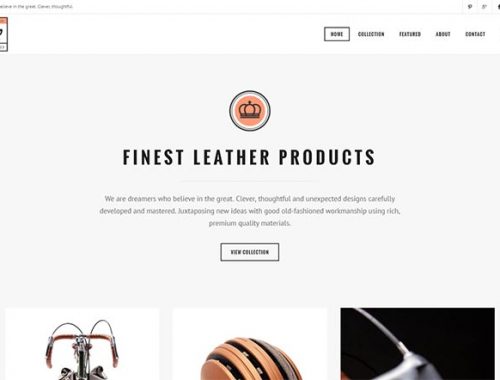 believe in the great. Clever, thoughtful.
HOME COLLECTION FEATURED ABOUT CONTACT
FINEST LEATHER PRODUCTS
We are dreamers who believe in the great. Clever, thoughtful and unexpected designs carefully
developed and mastered. Juxtaposing new ideas with good old-fashioned workmanship using rich,
premium quality materials.
VIEW COLLECTION